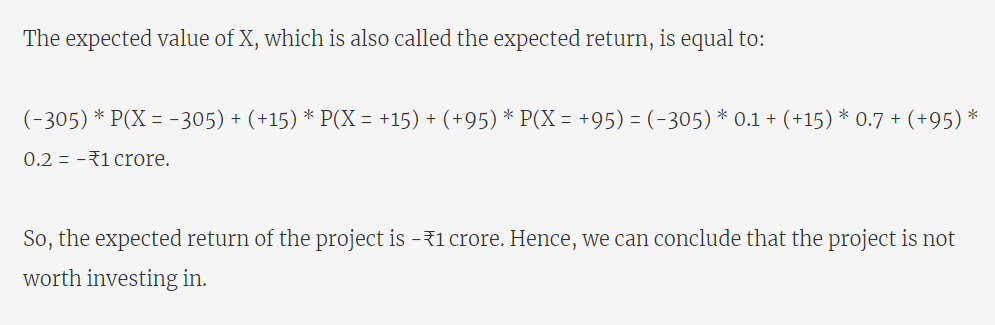 The expected value of X, which is also called the expected return, is equal to:
(-305) * P(X = -305) + (+15) * P(X = +15) + (+95) * P(X = +95) = (-305) * 0.1 + (+15) * 0.7 + (+95) *
0.2 = -₹1 crore.
So, the expected return of the project is -₹1 crore. Hence, we can conclude that the project is not
worth investing in.